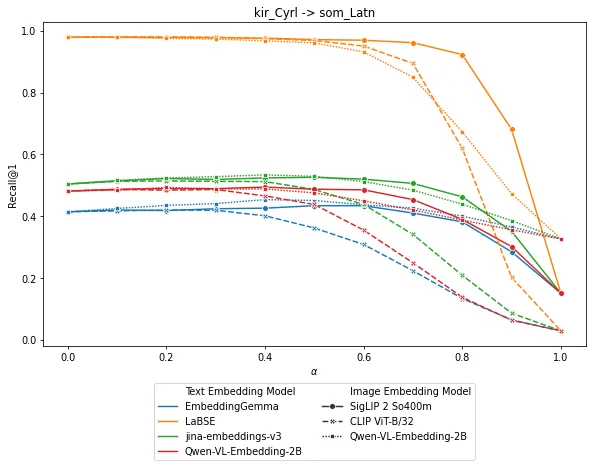 kir_Cyrl -> som_Latn
Recall@1
1.0
0.8
0.6
0.4
0.2
0.0
0.0 0.2 0.4 0.6 0.8 1.0
α
Text Embedding Model Image Embedding Model
EmbeddingGemma SigLIP 2 So400m
LaBSE CLIP ViT-B/32
jina-embeddings-v3 Qwen-VL-Embedding-2B
Qwen-VL-Embedding-2B